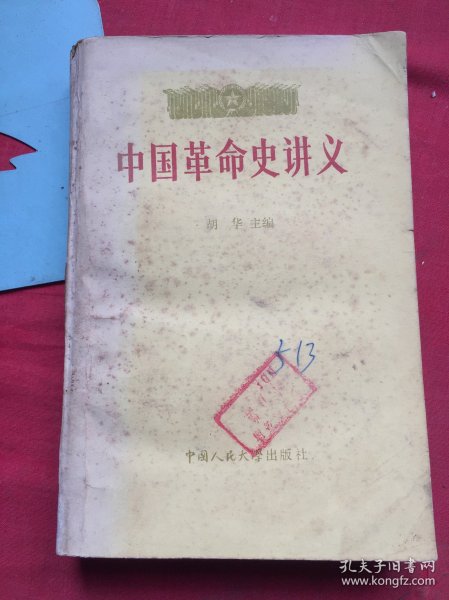 中国革命史讲义
胡 华 主编
513
中国人民大学出版社
孔夫子旧书网
www.kongfz.com